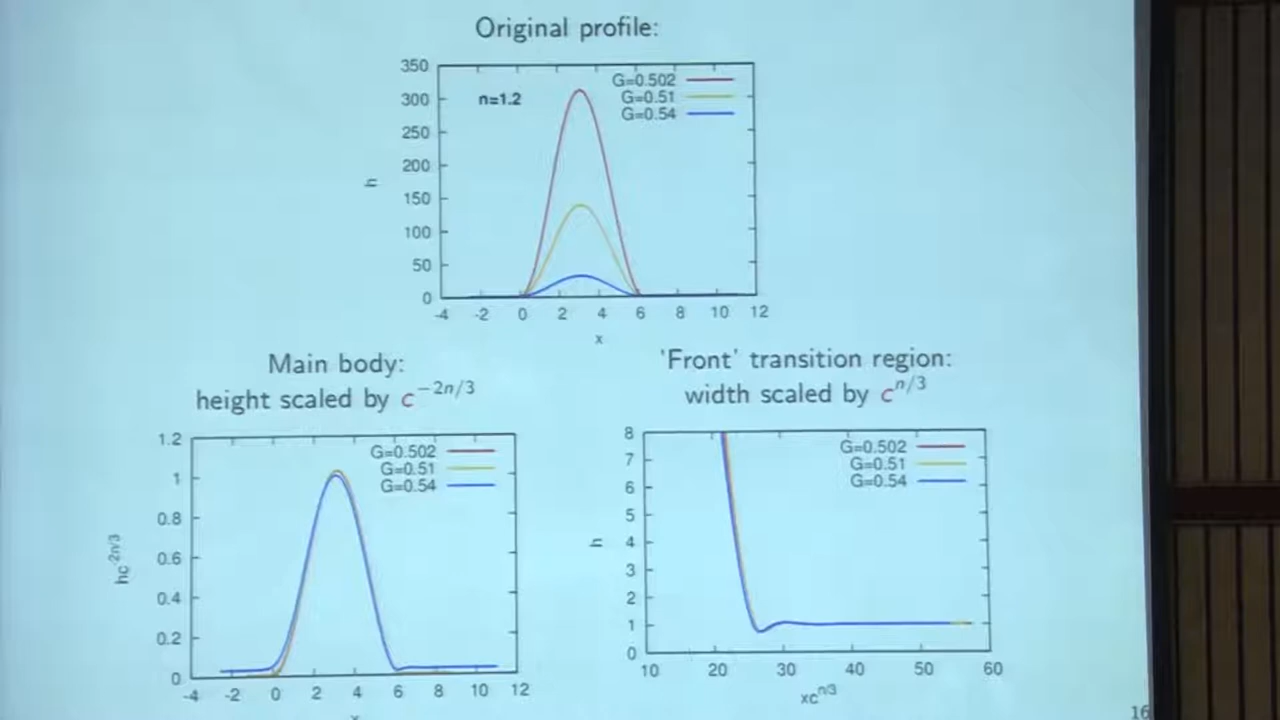 Original profile:
350
300
250
200
150
100
50
0
n=1.2
G=0.502
G=0.51
G=0.54
h
-4 -2 0 2 4 6 8 10 12
x
Main body:
height scaled by c^{-2n/3}
1.2
1
0.8
0.6
0.4
0.2
0
G=0.502
G=0.51
G=0.54
hc^{-2n/3}
-4 -2 0 2 4 6 8 10 12
'Front' transition region:
width scaled by c^{n/3}
8
7
6
5
4
3
2
1
0
G=0.502
G=0.51
G=0.54
h
10 20 30 40 50 60
xc^{n/3}
16